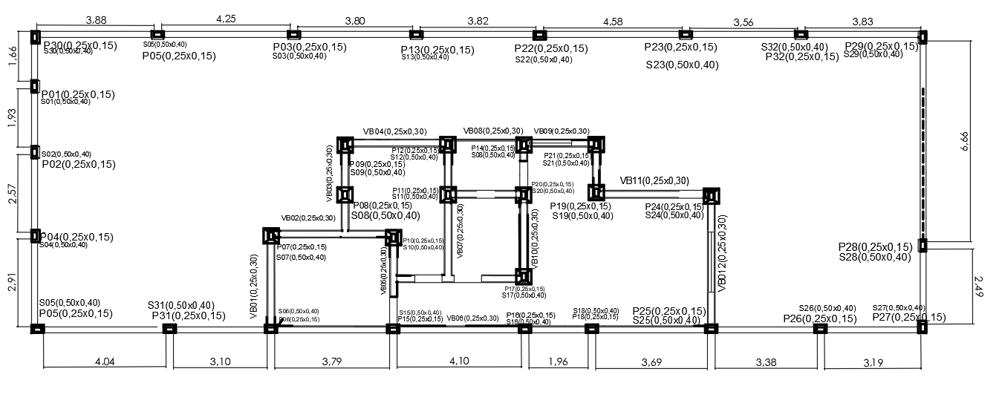 3,88
4,25
3,80
3,82
4,58
3,56
3,83
P30(0,25x0,15)
S30(0,50x0,40)
S05(0,50x0,40)
P05(0,25x0,15)
P03(0,25x0,15)
S03(0,50x0,40)
P13(0,25x0,15)
S13(0,50x0,40)
P22(0,25x0,15)
S22(0,50x0,40)
P23(0,25x0,15)
S23(0,50x0,40)
S32(0,50x0,40)
P32(0,25x0,15)
P29(0,25x0,15)
S29(0,50x0,40)
1,66
P01(0,25x0,15)
S01(0,50x0,40)
1,93
S02(0,50x0,40)
P02(0,25x0,15)
2,57
P04(0,25x0,15)
S04(0,50x0,40)
2,91
VB04(0,25x0,30)
VB08(0,25x0,30)
VB09(0,25x0,30)
P12(0,25x0,15)
S12(0,50x0,40)
P14(0,25x0,15)
S08(0,50x0,40)
P21(0,25x0,15)
S21(0,50x0,40)
VB03(0,25x0,30)
P09(0,25x0,15)
S09(0,50x0,40)
P11(0,25x0,15)
S11(0,50x0,40)
P20(0,25x0,15)
S20(0,50x0,40)
VB11(0,25x0,30)
P08(0,25x0,15)
S08(0,50x0,40)
P19(0,25x0,15)
S19(0,50x0,40)
P24(0,25x0,15)
S24(0,50x0,40)
VB02(0,25x0,30)
P07(0,25x0,15)
S07(0,50x0,40)
P10(0,25x0,15)
S10(0,50x0,40)
VB07(0,25x0,30)
VB10(0,25x0,30)
VB012(0,25x0,30)
VB01(0,25x0,30)
VB05(0,25x0,30)
P17(0,25x0,15)
S17(0,50x0,40)
P28(0,25x0,15)
S28(0,50x0,40)
6,99
2,49
S05(0,50x0,40)
P05(0,25x0,15)
S31(0,50x0,40)
P31(0,25x0,15)
S06(0,50x0,40)
P06(0,25x0,15)
S15(0,50x0,40)
P15(0,25x0,15)
VB06(0,25x0,30)
P16(0,25x0,15)
S16(0,50x0,40)
S18(0,50x0,40)
P18(0,25x0,15)
P25(0,25x0,15)
S25(0,50x0,40)
S26(0,50x0,40)
P26(0,25x0,15)
S27(0,50x0,40)
P27(0,25x0,15)
4,04
3,10
3,79
4,10
1,96
3,69
3,38
3,19